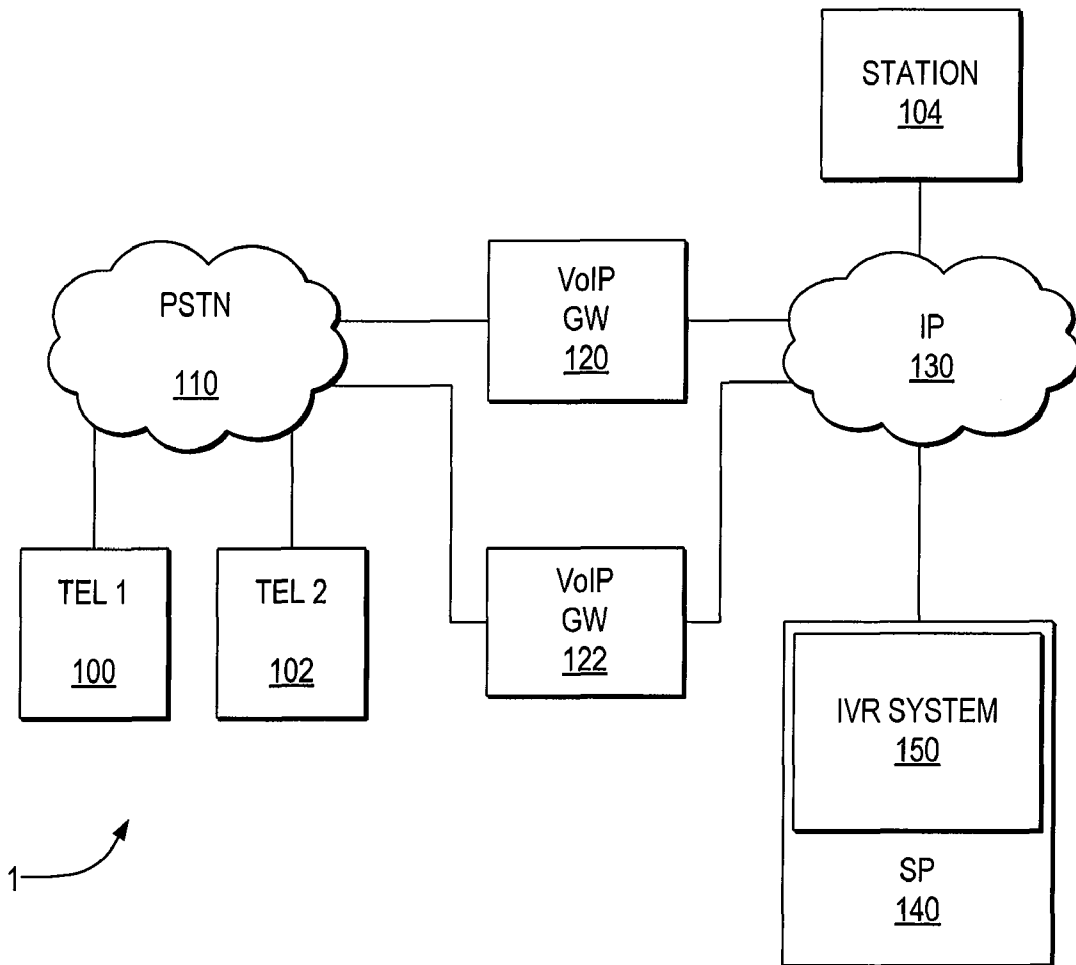 STATION
104
PSTN
110
VoIP
GW
120
IP
130
TEL 1
100
TEL 2
102
VoIP
GW
122
IVR SYSTEM
150
SP
140
1